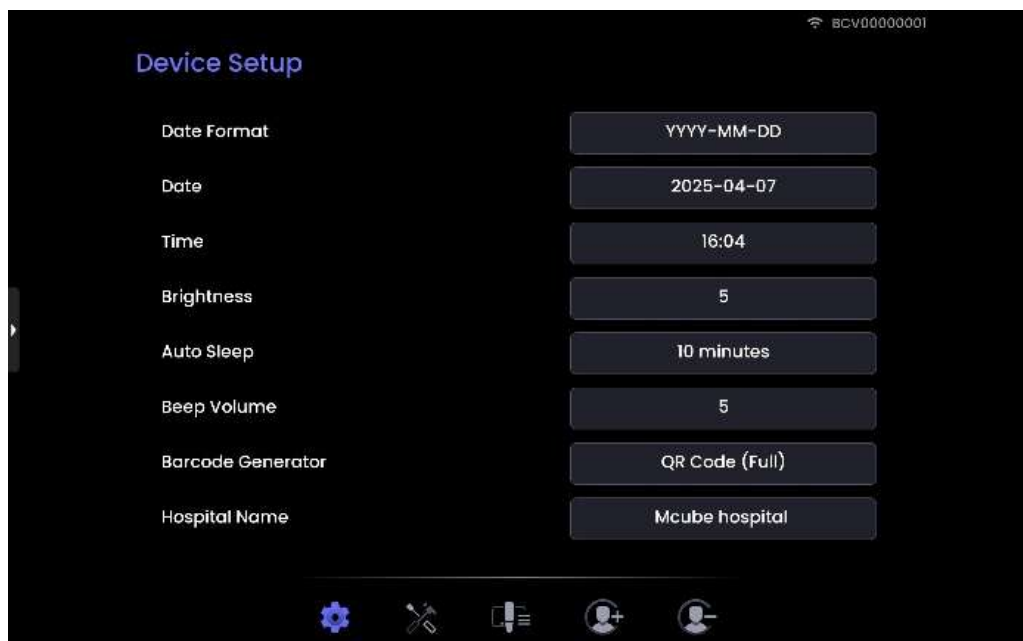 BCV00000001
Device Setup
Date Format YYYY-MM-DD
Date 2025-04-07
Time 16:04
Brightness 5
Auto Sleep 10 minutes
Beep Volume 5
Barcode Generator QR Code (Full)
Hospital Name Mcube hospital